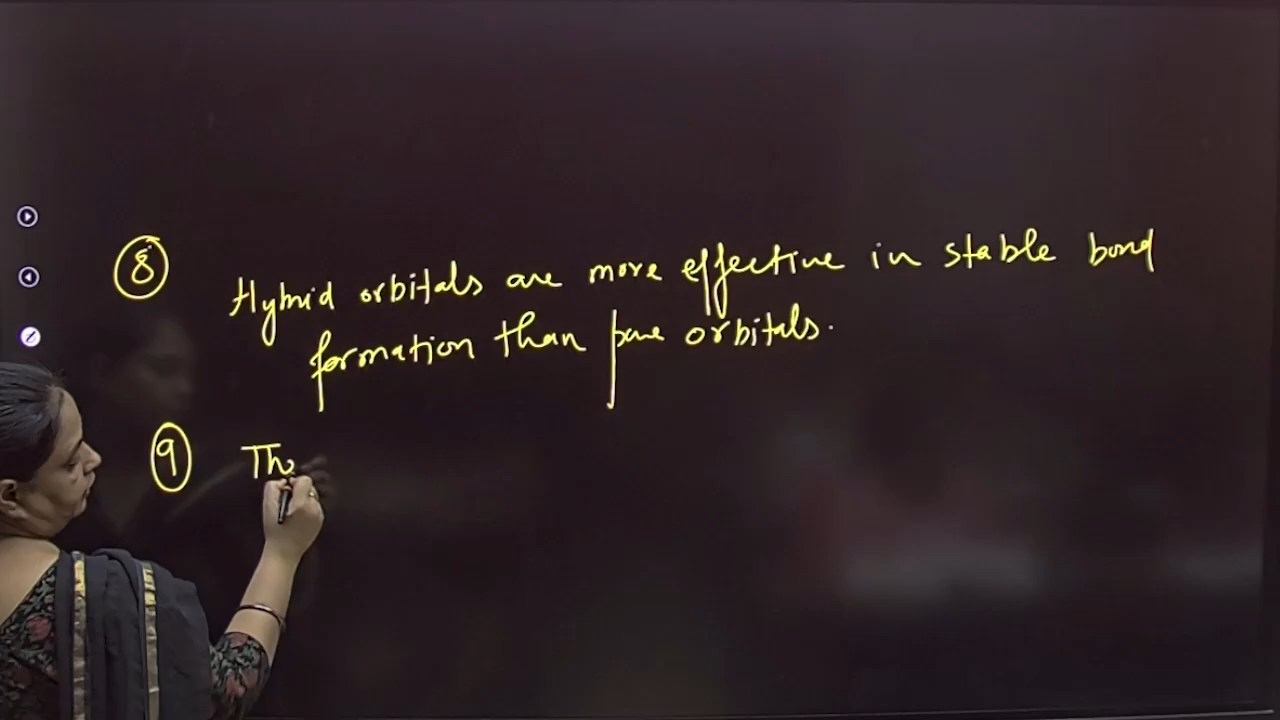 8 Hybrid orbitals are more effective in stable bond
formation than pure orbitals.
9 Th